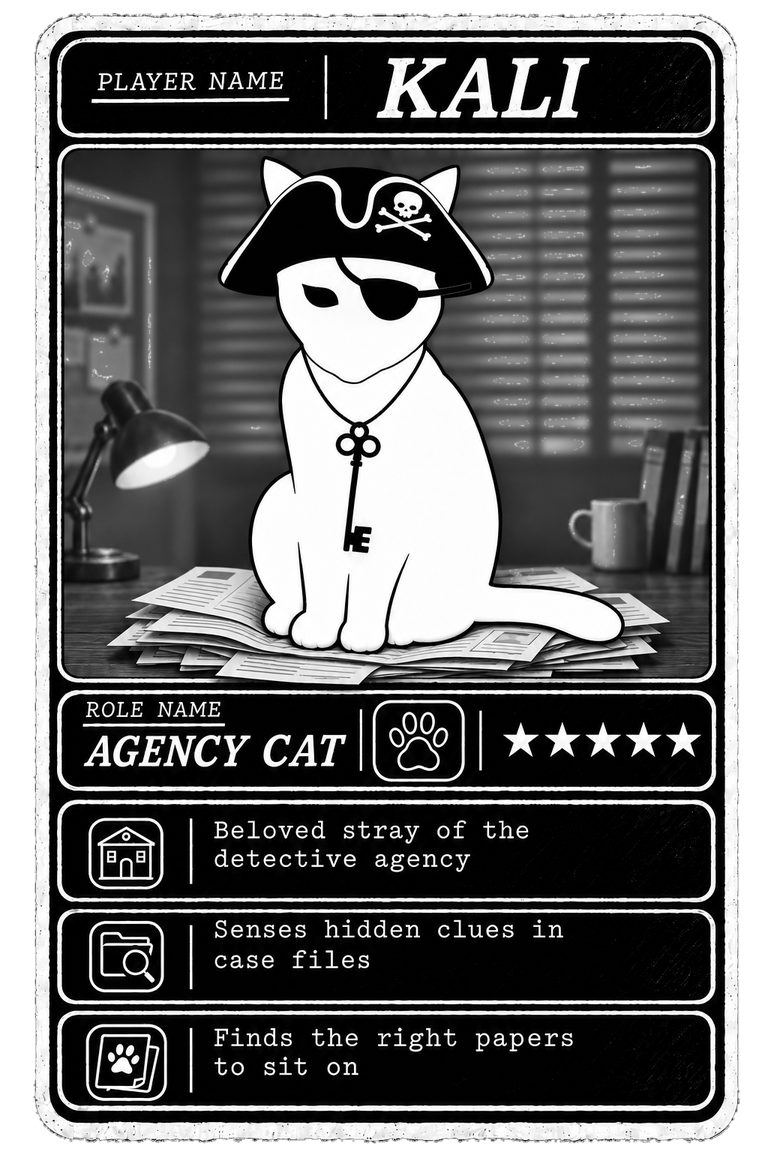 PLAYER NAME
KALI
ROLE NAME
AGENCY CAT
Beloved stray of the
detective agency
Senses hidden clues in
case files
Finds the right papers
to sit on